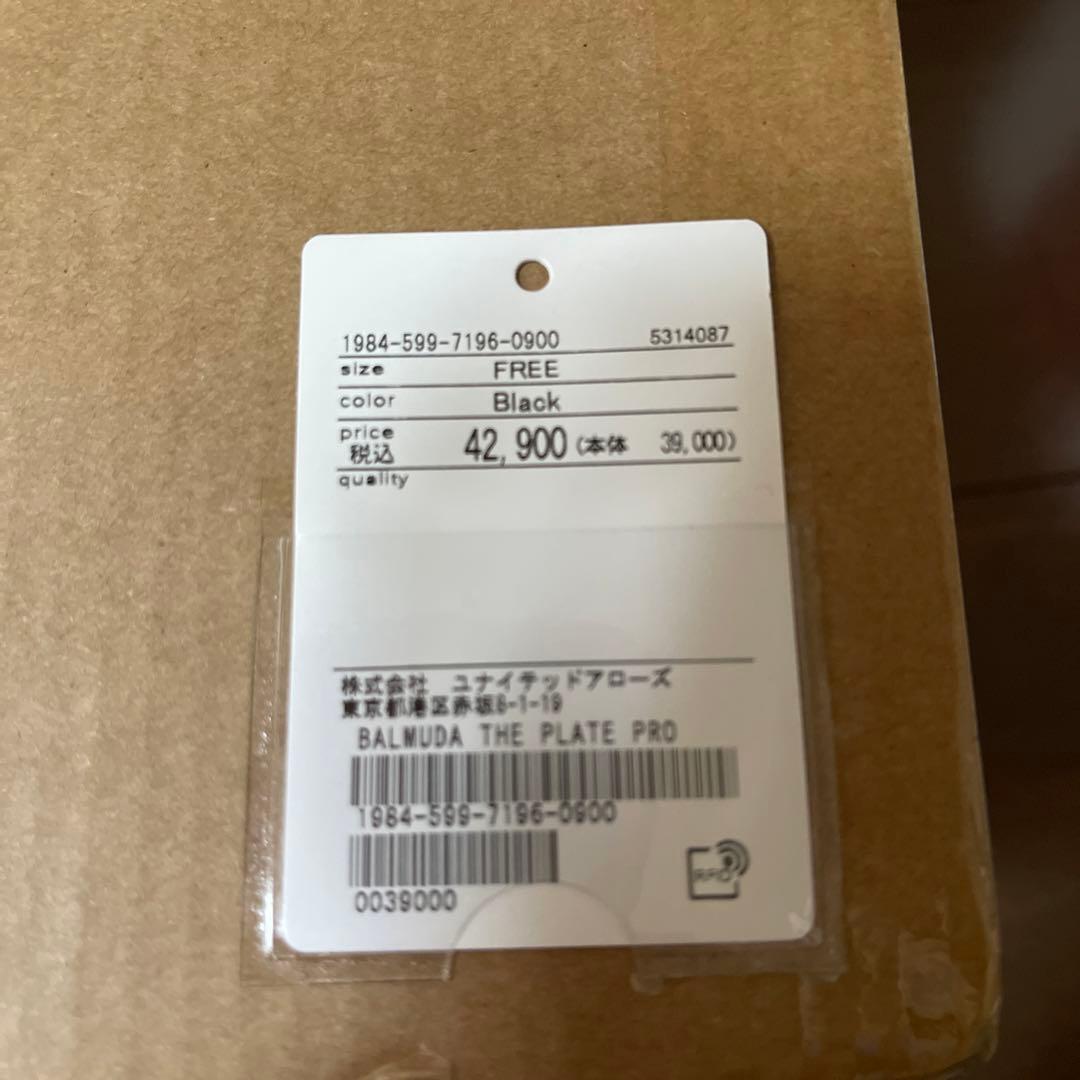 1984-599-7196-0900 5314087
size FREE
color Black
price
税込 42,900(本体 39,000)
quality
株式会社 ユナイテッドアローズ
東京都港区赤坂8-1-19
BALMUDA THE PLATE PRO
1984-599-7196-0900
0039000
RFID